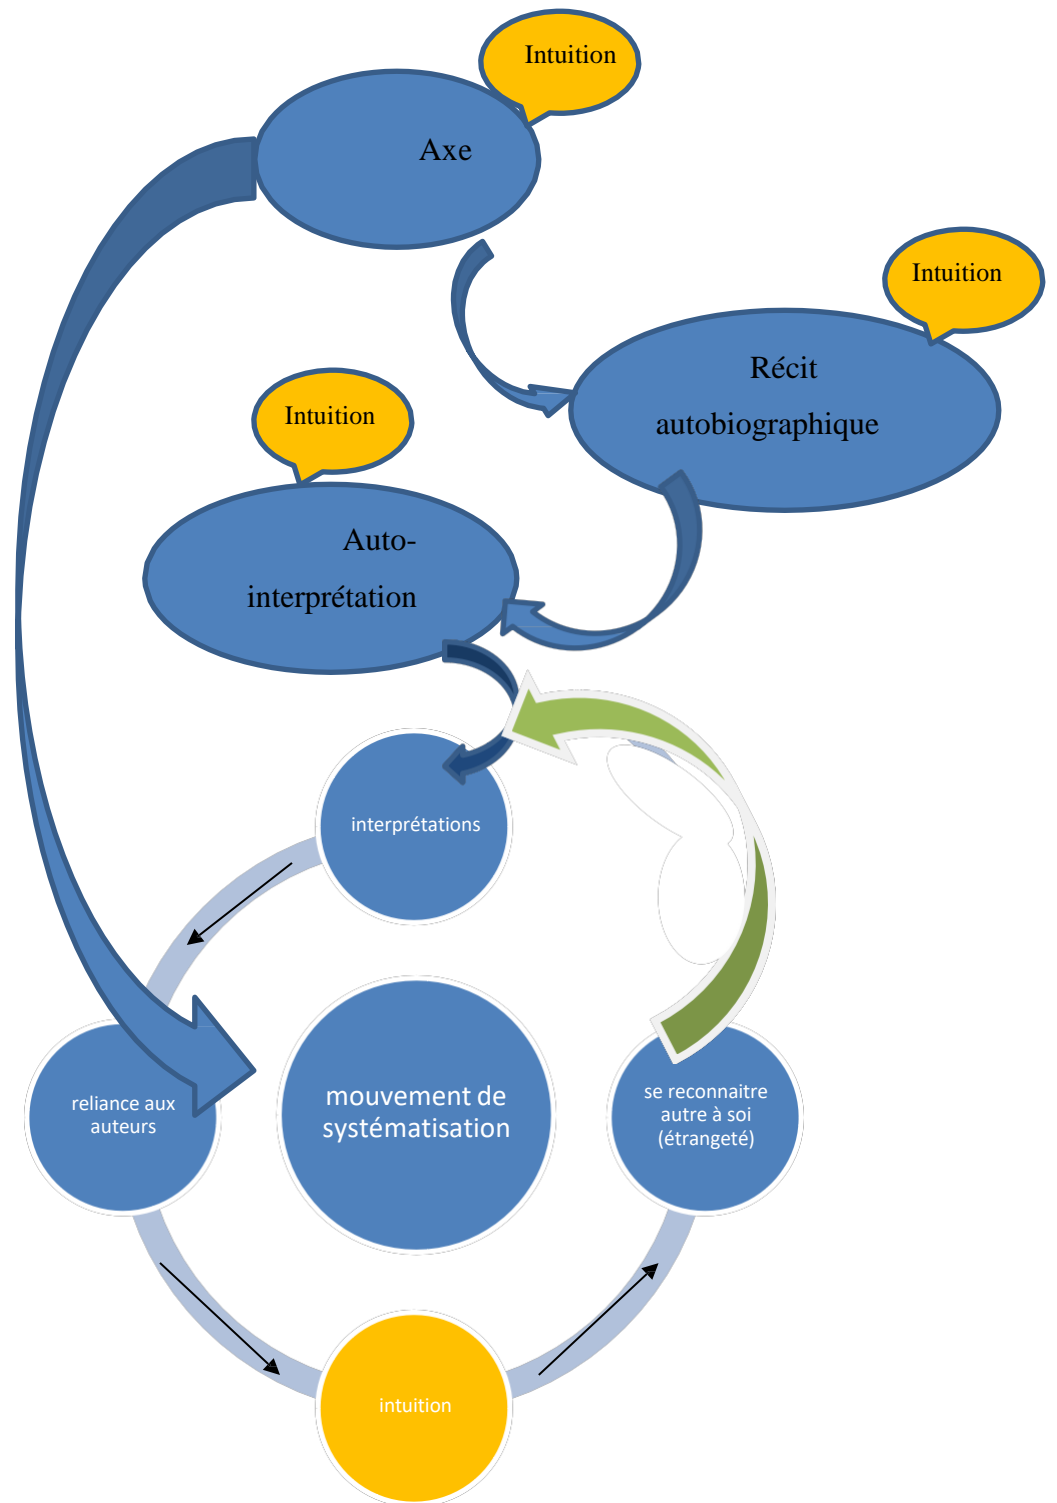 Intuition
Axe
Intuition
Récit
autobiographique
Intuition
Auto-
interprétation
interprétations
mouvement de
systématisation
reliance aux
auteurs
se reconnaitre
autre à soi
(étrangeté)
intuition